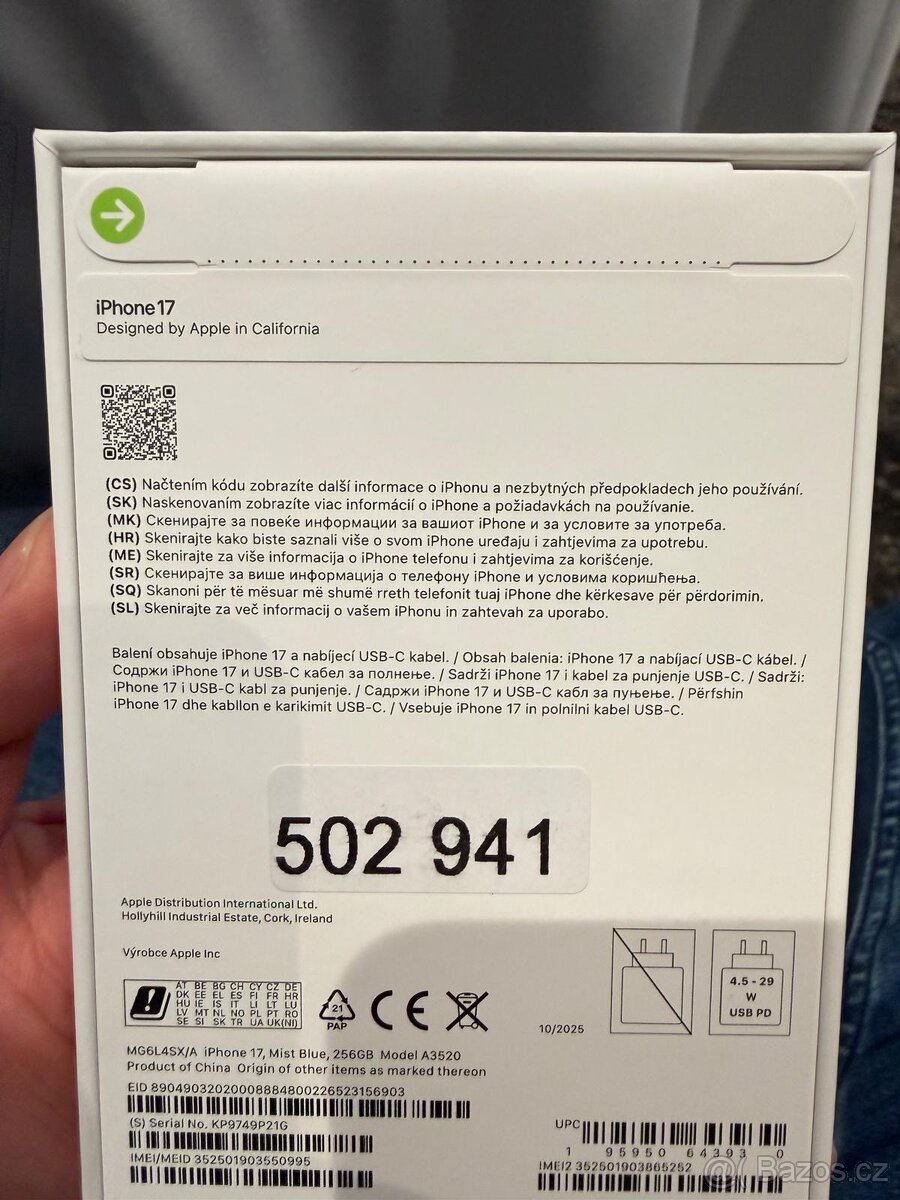 iPhone 17
Designed by Apple in California
(CS) Načtením kódu zobrazíte další informace o iPhonu a nezbytných předpokladech jeho používání.
(SK) Naskenovaním zobrazíte viac informácií o iPhone a požiadavkách na používanie.
(MK) Скенирајте за повеќе информации за вашиот iPhone и за условите за употреба.
(HR) Skenirajte kako biste saznali više o svom iPhone uređaju i zahtjevima za upotrebu.
(ME) Skenirajte za više informacija o iPhone telefonu i zahtjevima za korišćenje.
(SR) Скенирајте за више информација о телефону iPhone и условима коришћења.
(SQ) Skanoni për të mësuar më shumë rreth telefonit tuaj iPhone dhe kërkesave për përdorimin.
(SL) Skenirajte za več informacij o vašem iPhonu in zahtevah za uporabo.
Balení obsahuje iPhone 17 a nabíjecí USB-C kabel. / Obsah balenia: iPhone 17 a nabíjací USB-C kábel. /
Содржи iPhone 17 и USB-C кабел за полнење. / Sadrži iPhone 17 i kabel za punjenje USB-C. / Sadrži:
iPhone 17 i USB-C kabl za punjenje. / Садржи iPhone 17 и USB-C кабл за пуњење. / Përfshin
iPhone 17 dhe kabllon e karikimit USB-C. / Vsebuje iPhone 17 in polnilni kabel USB-C.
502 941
Apple Distribution International Ltd.
Hollyhill Industrial Estate, Cork, Ireland
Výrobce Apple Inc
AT BE BG CH CY CZ DE
DK EE EL ES FI FR HR
HU IE IS IT LI LT LU
LV MT NL NO PL PT RO
SE SI SK TR UA UK(NI)
21
PAP
CE
10/2025
4.5 - 29
W
USB PD
MG6L4SX/A iPhone 17, Mist Blue, 256GB Model A3520
Product of China Origin of other items as marked thereon
EID 89049032020008884800226523156903
(S) Serial No. KP9749P21G
UPC
1 95950 64393 0
IMEI/MEID 352501903550995
IMEI2 352501903865252
@ Bazos.cz